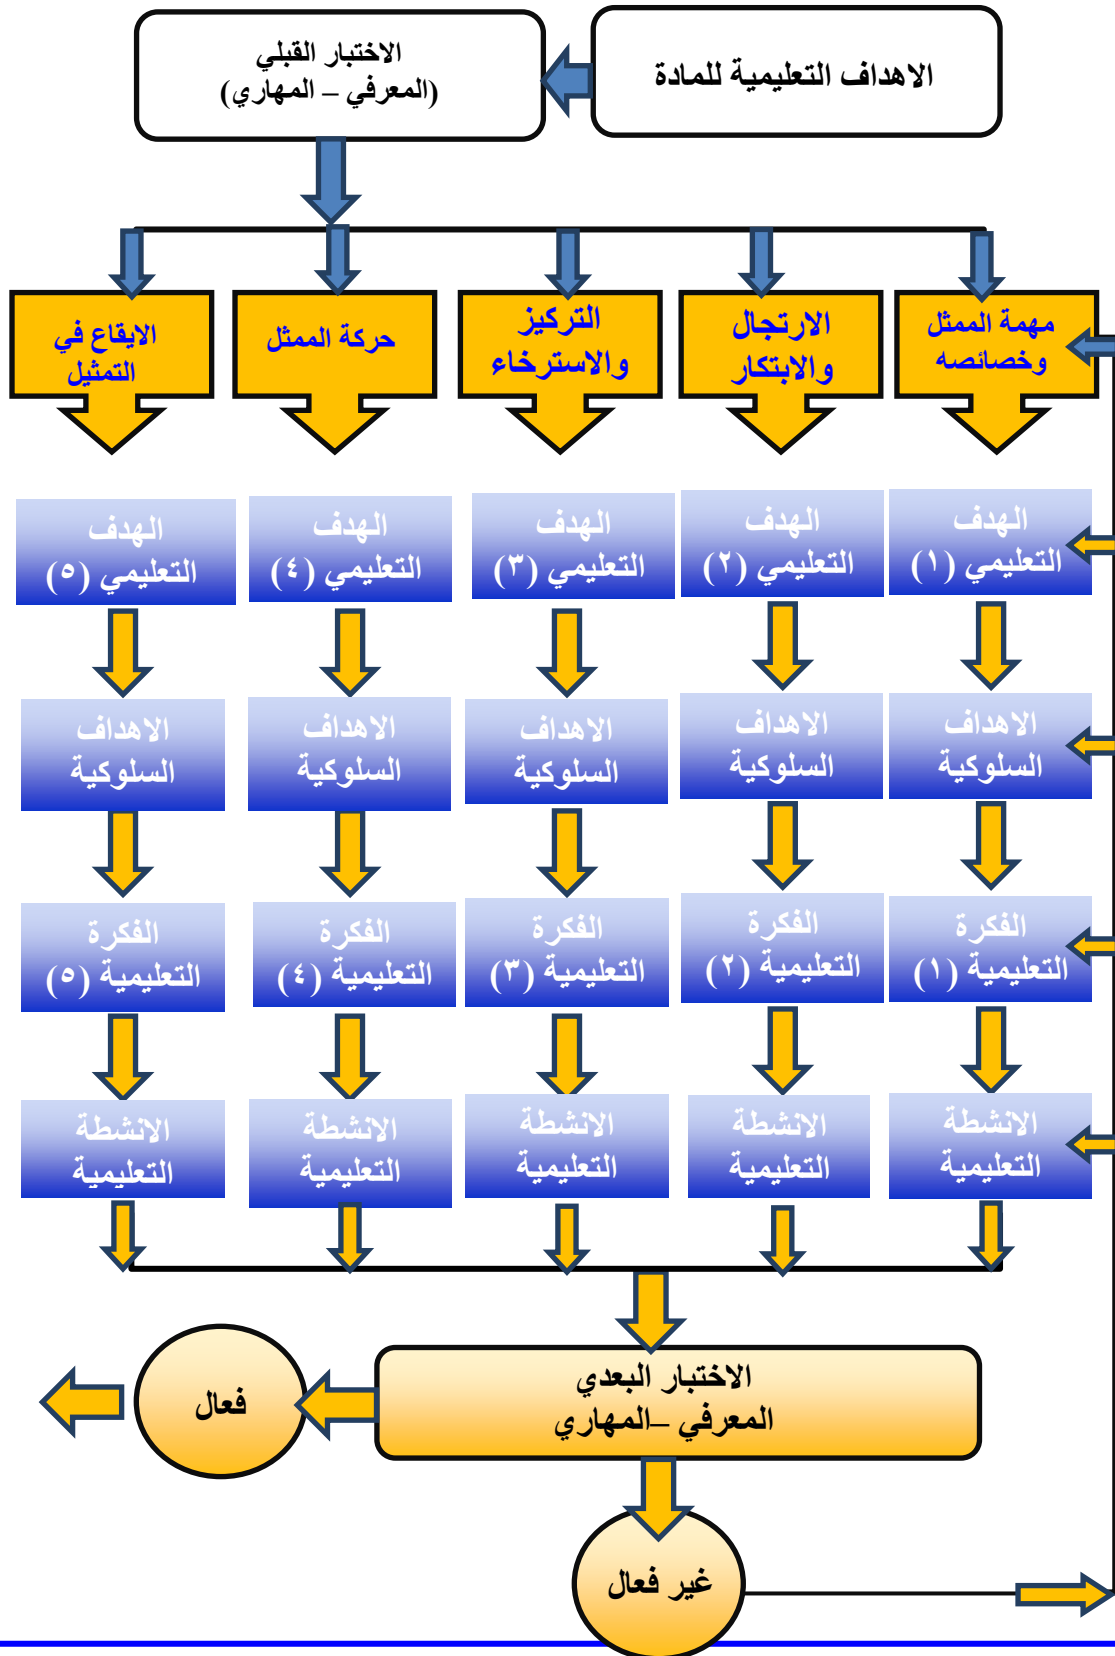 الاهداف التعليمية للمادة
الاختبار القبلي
(المعرفي – المهاري)
مهمة الممثل
وخصائصه
الارتجال
والابتكار
التركيز
والاسترخاء
حركة الممثل
الايقاع في
التمثيل
الهدف
التعليمي (١)
الهدف
التعليمي (٢)
الهدف
التعليمي (٣)
الهدف
التعليمي (٤)
الهدف
التعليمي (٥)
الاهداف
السلوكية
الاهداف
السلوكية
الاهداف
السلوكية
الاهداف
السلوكية
الاهداف
السلوكية
الفكرة
التعليمية (١)
الفكرة
التعليمية (٢)
الفكرة
التعليمية (٣)
الفكرة
التعليمية (٤)
الفكرة
التعليمية (٥)
الانشطة
التعليمية
الانشطة
التعليمية
الانشطة
التعليمية
الانشطة
التعليمية
الانشطة
التعليمية
الاختبار البعدي
المعرفي –المهاري
فعال
غير فعال